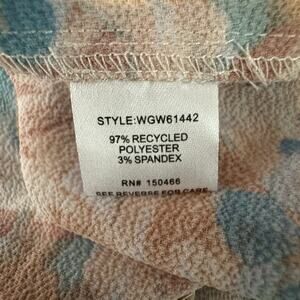 STYLE:WGW61442
97% RECYCLED
POLYESTER
3% SPANDEX
RN# 150466
SEE REVERSE FOR CARE